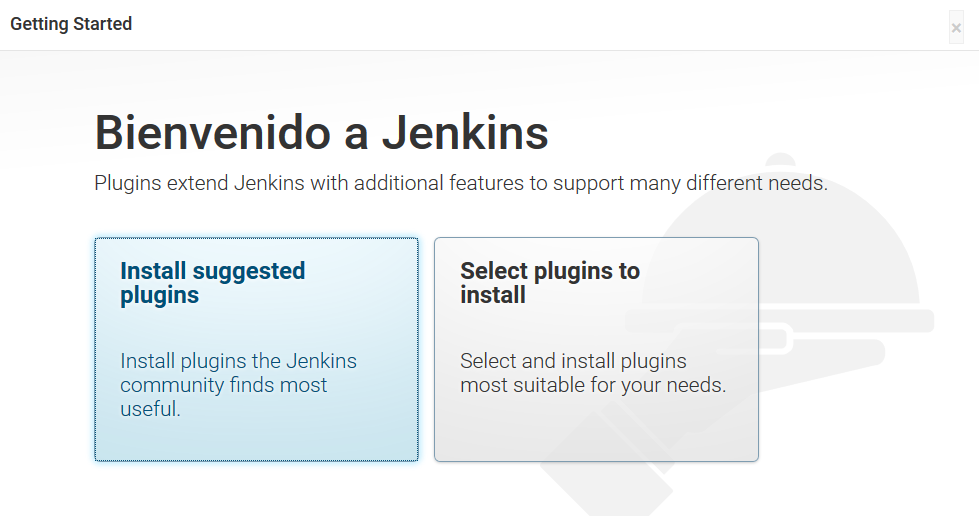 Getting Started
×
Bienvenido a Jenkins
Plugins extend Jenkins with additional features to support many different needs.
Install suggested
plugins
Install plugins the Jenkins
community finds most
useful.
Select plugins to
install
Select and install plugins
most suitable for your needs.